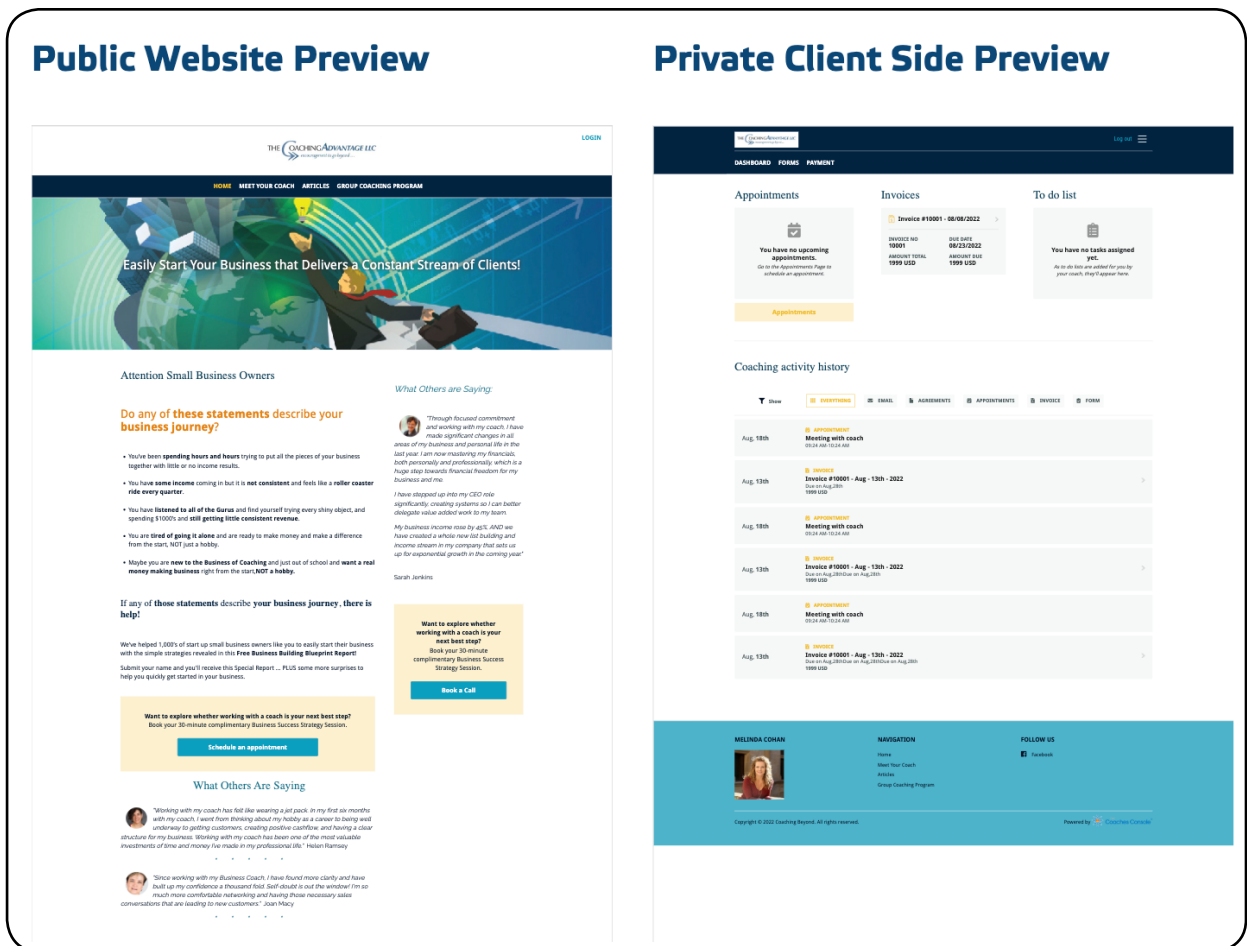 Public Website Preview
LOGIN
THE COACHINGADVANTAGE LLC
HOME MEET YOUR COACH ARTICLES GROUP COACHING PROGRAM
Easily Start Your Business that Delivers a Constant Stream of Clients!
Attention Small Business Owners
Do any of these statements describe your
business journey?
• You've been spending hours and hours trying to put all the pieces of your business
together with little or no income results.
• You have some income coming in but it is not consistent and feels like a roller coaster
ride every quarter.
• You have listened to all of the Gurus and find yourself trying every shiny object, and
spending $1000's and still getting little consistent revenue.
• You are tired of going it alone and are ready to make money and make a difference
from the start, NOT just a hobby.
• Maybe you are new to the Business of Coaching and just out of school and want a real
money making business right from the start,NOT a hobby.
If any of those statements describe your business journey, there is
help!
We've helped 1,000's of start up small business owners like you to easily start their business
with the simple strategies revealed in this Free Business Building Blueprint Report!
Submit your name and you'll receive this Special Report ... PLUS some more surprises to
help you quickly get started in your business.
Want to explore whether working with a coach is your next best step?
Book your 30-minute complimentary Business Success Strategy Session.
Schedule an appointment
What Others Are Saying
"Working with my coach has felt like wearing a jet pack. In my first six months
with my coach, I went from thinking about my hobby as a career to being well
underway to getting customers, creating positive cashflow, and having a clear
structure for my business. Working with my coach has been one of the most valuable
investments of time and money I've made in my professional life." Helen Ramsey
"Since working with my Business Coach, I have found more clarity and have
built up my confidence a thousand fold. Self-doubt is out the window! I'm so
much more comfortable networking and having those necessary sales
conversations that are leading to new customers." Joan Macy
What Others are Saying:
"Through focused commitment
and working with my coach, I have
made significant changes in all
areas of my business and personal life in the
last year. I am now mastering my financials,
both personally and professionally, which is a
huge step towards financial freedom for my
business and me.
I have stepped up into my CEO role
significantly, creating systems so I can better
delegate value added work to my team.
My business income rose by 45%, AND we
have created a whole new list building and
income stream in my company that sets us
up for exponential growth in the coming year."
Sarah Jenkins
Want to explore whether
working with a coach is your
next best step?
Book your 30-minute
complimentary Business Success
Strategy Session.
Book a Call
Private Client Side Preview
Log out
DASHBOARD FORMS PAYMENT
Appointments
You have no upcoming
appointments.
Go to the Appointments Page to
schedule an appointment.
Appointments
Invoices
Invoice #10001 - 08/08/2022
INVOICE NO DUE DATE
10001 08/23/2022
AMOUNT TOTAL AMOUNT DUE
1999 USD 1999 USD
To do list
You have no tasks assigned
yet.
As to do lists are added for you by
your coach, they'll appear here.
Coaching activity history
Show EVERYTHING EMAIL AGREEMENTS APPOINTMENTS INVOICE FORM
APPOINTMENT
Aug, 18th Meeting with coach
09:24 AM-10:24 AM
INVOICE
Aug, 13th Invoice #10001 - Aug - 13th - 2022
Due on Aug,28th
1999 USD
APPOINTMENT
Aug, 18th Meeting with coach
09:24 AM-10:24 AM
INVOICE
Aug, 13th Invoice #10001 - Aug - 13th - 2022
Due on Aug,28thDue on Aug,28th
1999 USD
APPOINTMENT
Aug, 18th Meeting with coach
09:24 AM-10:24 AM
INVOICE
Aug, 13th Invoice #10001 - Aug - 13th - 2022
Due on Aug,28thDue on Aug,28thDue on Aug,28th
1999 USD
MELINDA COHAN
NAVIGATION
Home
Meet Your Coach
Articles
Group Coaching Program
FOLLOW US
Facebook
Copyright © 2022 Coaching Beyond. All rights reserved.
Powered by Coaches Console